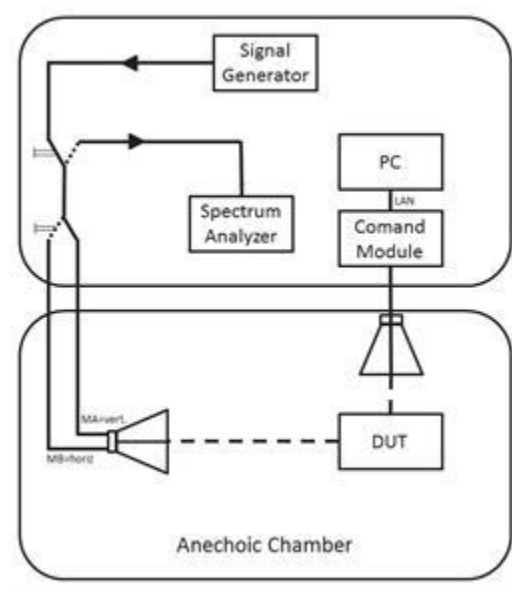 Signal
Generator
PC
LAN
Spectrum
Analyzer
Comand
Module
MA=vert.
MB=horiz
DUT
Anechoic Chamber